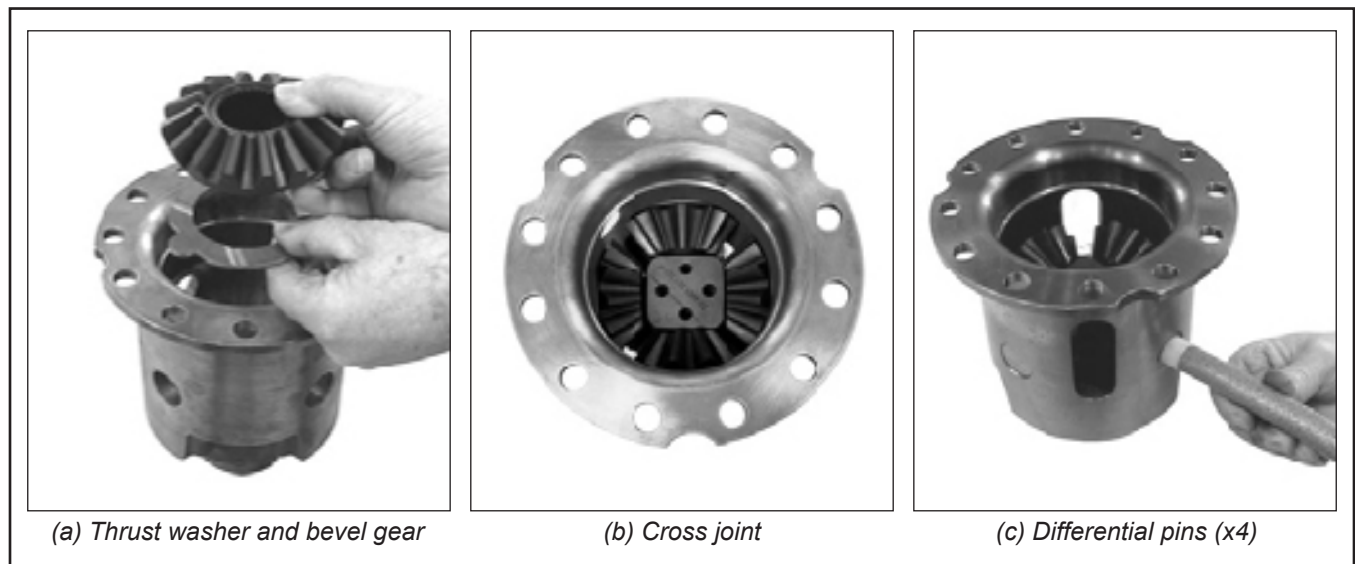 (a) Thrust washer and bevel gear
(b) Cross joint
(c) Differential pins (x4)